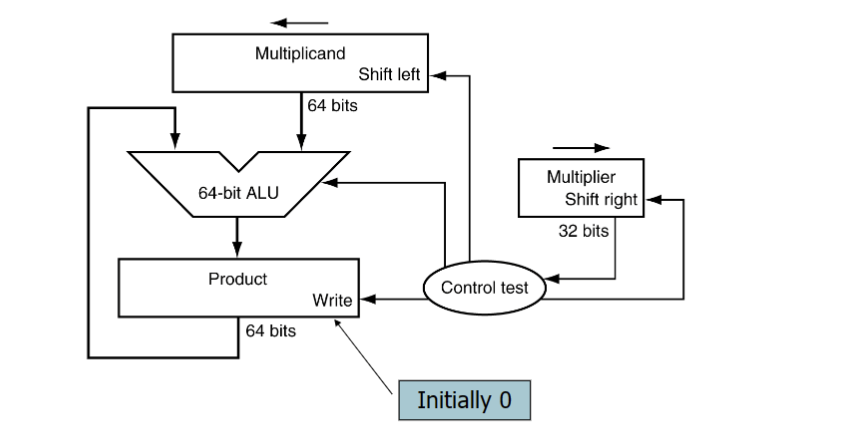 Multiplicand
Shift left
64 bits
64-bit ALU
Multiplier
Shift right
32 bits
Product
Write
Control test
64 bits
Initially 0